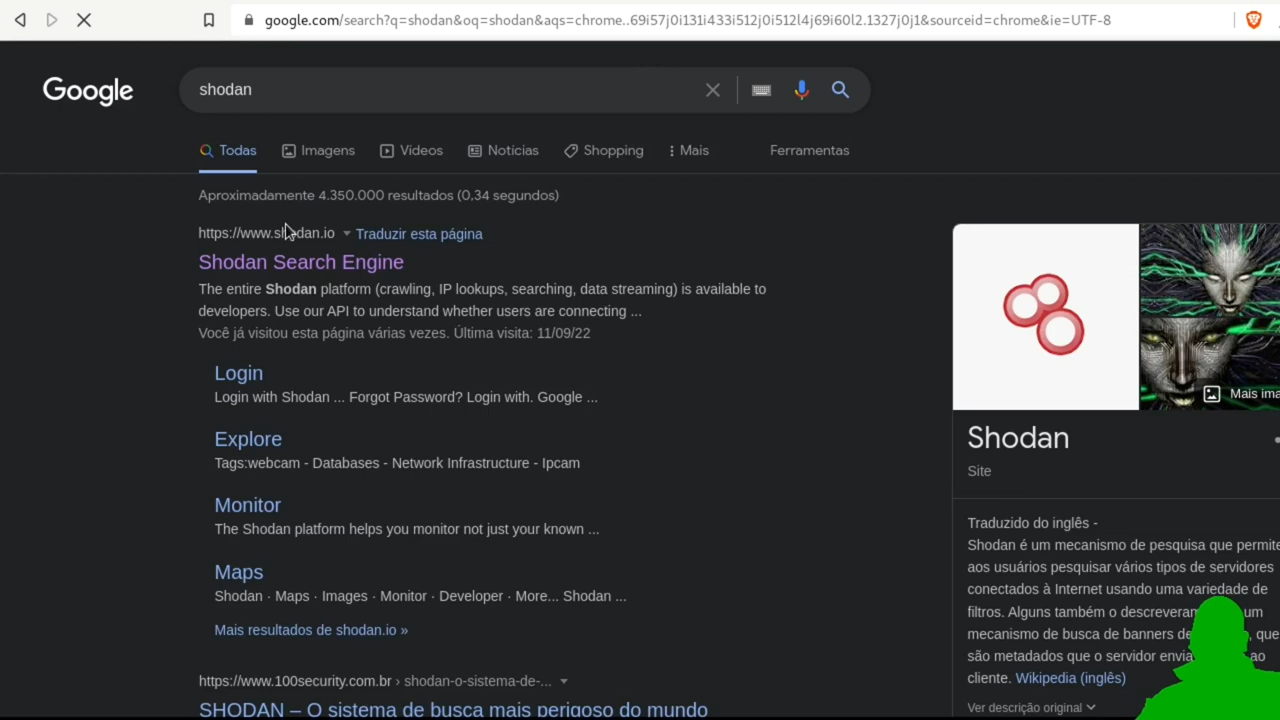 google.com/search?q=shodan&oq=shodan&aqs=chrome..69i57j0i131i433i512j0i512l4j69i60l2.1327j0j1&sourceid=chrome&ie=UTF-8
Google
shodan
Todas Imagens Vídeos Notícias Shopping Mais Ferramentas
Aproximadamente 4.350.000 resultados (0,34 segundos)
https://www.shodan.io Traduzir esta página
Shodan Search Engine
The entire Shodan platform (crawling, IP lookups, searching, data streaming) is available to
developers. Use our API to understand whether users are connecting ...
Você já visitou esta página várias vezes. Última visita: 11/09/22
Login
Login with Shodan ... Forgot Password? Login with. Google ...
Explore
Tags:webcam - Databases - Network Infrastructure - Ipcam
Monitor
The Shodan platform helps you monitor not just your known ...
Maps
Shodan · Maps · Images · Monitor · Developer · More... Shodan ...
Mais resultados de shodan.io »
https://www.100security.com.br › shodan-o-sistema-de-...
SHODAN – O sistema de busca mais perigoso do mundo
Mais ima
Shodan
Site
Traduzido do inglês -
Shodan é um mecanismo de pesquisa que permite
aos usuários pesquisar vários tipos de servidores
conectados à Internet usando uma variedade de
filtros. Alguns também o descreveram um
mecanismo de busca de banners de , que
são metadados que o servidor envia ao
cliente. Wikipedia (inglês)
Ver descrição original